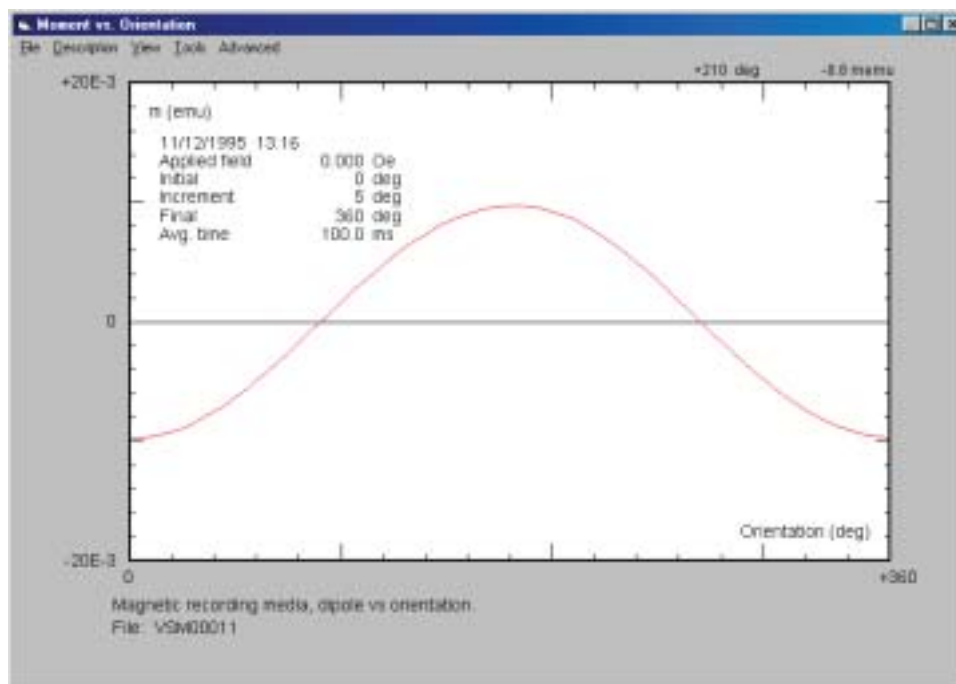 Moment vs. Orientation
File Description View Tools Advanced
+210 deg -8.8 memu
+20E-3
m (emu)
11/12/1995 13:16
Applied field 0.000 Oe
Initial 0 deg
Increment 5 deg
Final 360 deg
Avg. time 100.0 ms
0
Orientation (deg)
-20E-3
0 +360
Magnetic recording media, dipole vs orientation.
File: VSM00011